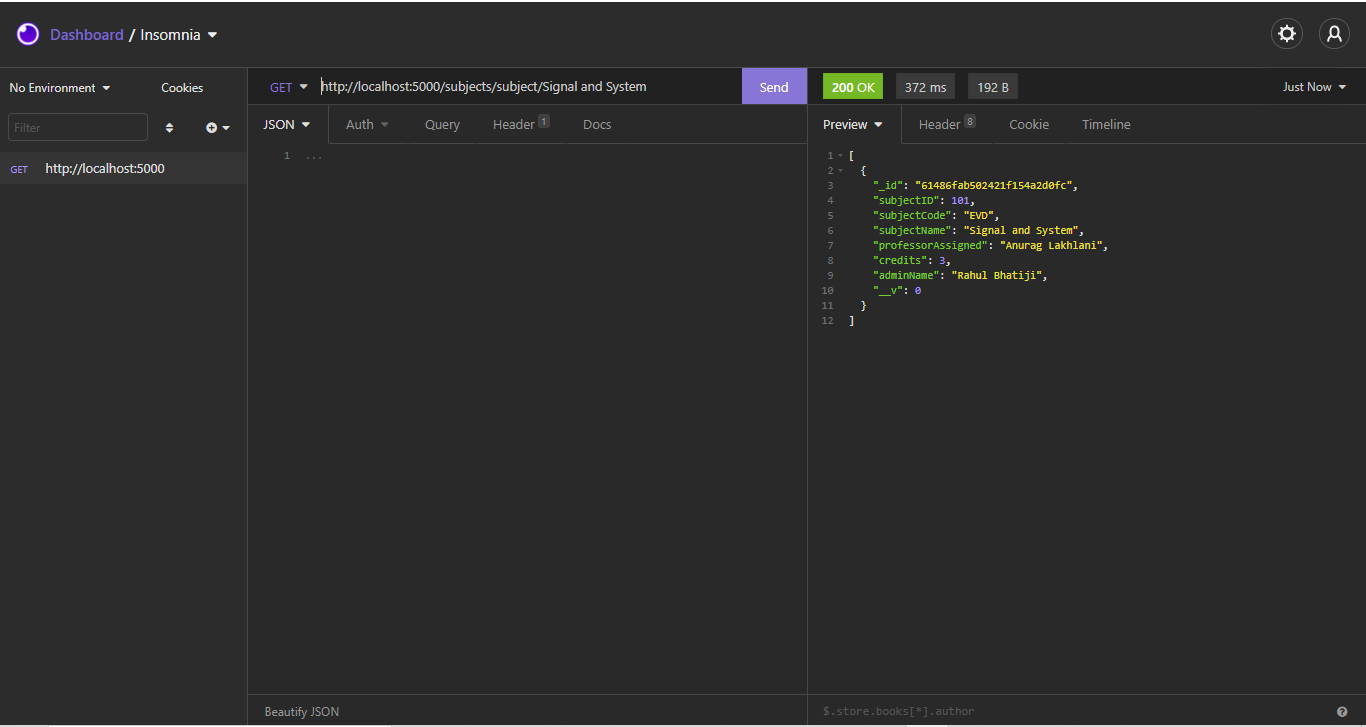 Dashboard / Insomnia
No Environment Cookies
GET http://localhost:5000/subjects/subject/Signal and System Send
200 OK 372 ms 192 B Just Now
Filter
JSON Auth Query Header 1 Docs
Preview Header 8 Cookie Timeline
GET http://localhost:5000
1 ...
1 [
2 {
3 "_id": "61486fab502421f154a2d0fc",
4 "subjectID": 101,
5 "subjectCode": "EVD",
6 "subjectName": "Signal and System",
7 "professorAssigned": "Anurag Lakhlani",
8 "credits": 3,
9 "adminName": "Rahul Bhatiji",
10 "__v": 0
11 }
12 ]
Beautify JSON
$.store.books[*].author